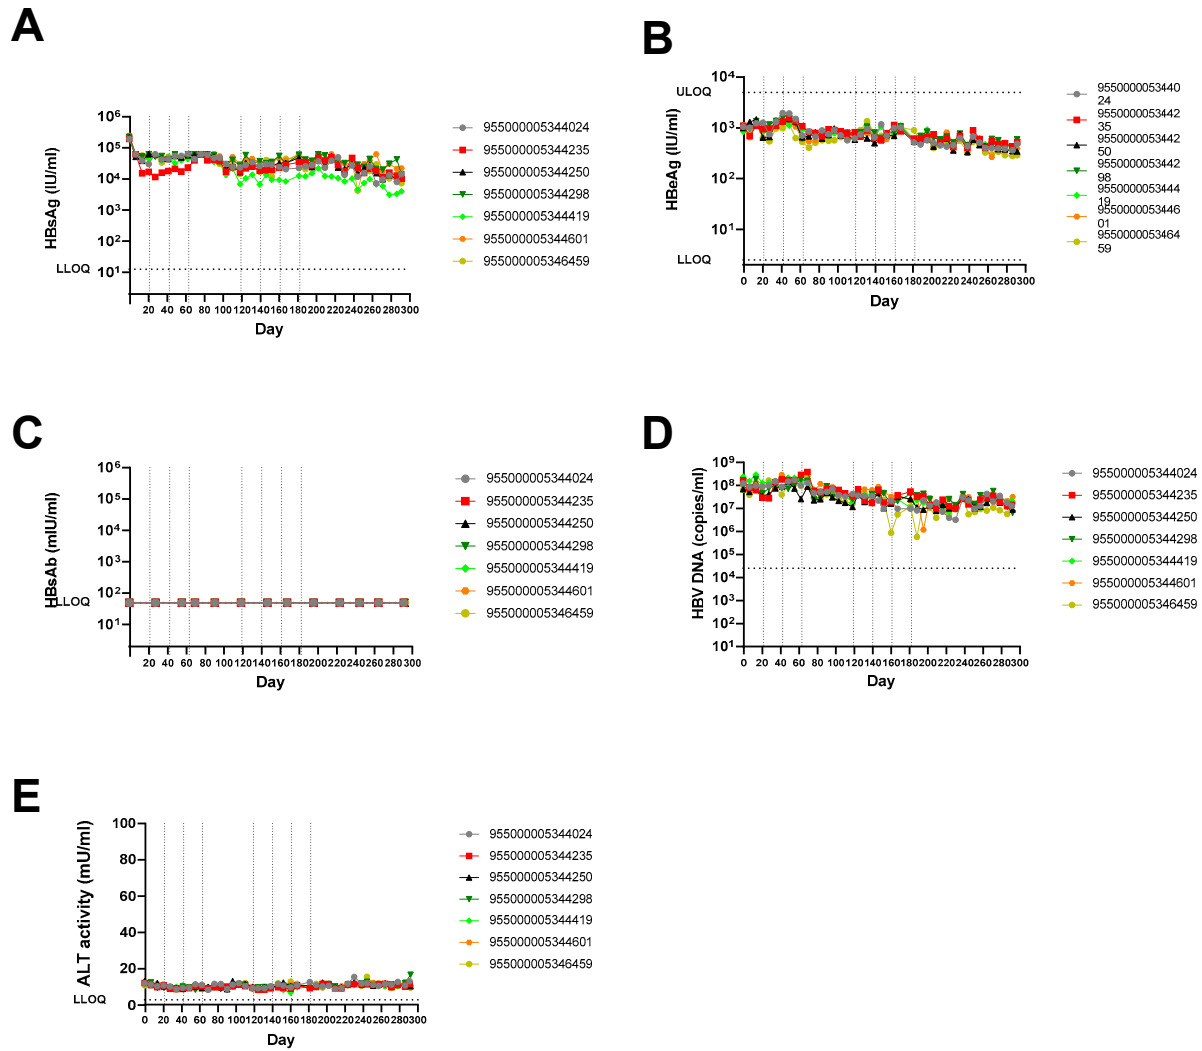 A
10⁶
10⁵
10⁴
10³
10²
10¹
HBsAg (IU/ml)
LLOQ
20 40 60 80 100 120 140 160 180 200 220 240 260 280 300
Day
955000005344024
955000005344235
955000005344250
955000005344298
955000005344419
955000005344601
955000005346459
B
10⁴
10³
10²
10¹
ULOQ
LLOQ
HBeAg (IU/ml)
0 20 40 60 80 100 120 140 160 180 200 220 240 260 280 300
Day
9550000053440
24
9550000053442
35
9550000053442
50
9550000053442
98
9550000053444
19
9550000053446
01
9550000053464
59
C
10⁶
10⁵
10⁴
10³
10²
10¹
HBsAb (mIU/ml)
LLOQ
20 40 60 80 100 120 140 160 180 200 220 240 260 280 300
Day
955000005344024
955000005344235
955000005344250
955000005344298
955000005344419
955000005344601
955000005346459
D
10⁹
10⁸
10⁷
10⁶
10⁵
10⁴
10³
10²
10¹
HBV DNA (copies/ml)
0 20 40 60 80 100 120 140 160 180 200 220 240 260 280 300
Day
955000005344024
955000005344235
955000005344250
955000005344298
955000005344419
955000005344601
955000005346459
E
100
80
60
40
20
0
ALT activity (mU/ml)
LLOQ
0 20 40 60 80 100 120 140 160 180 200 220 240 260 280 300
Day
955000005344024
955000005344235
955000005344250
955000005344298
955000005344419
955000005344601
955000005346459